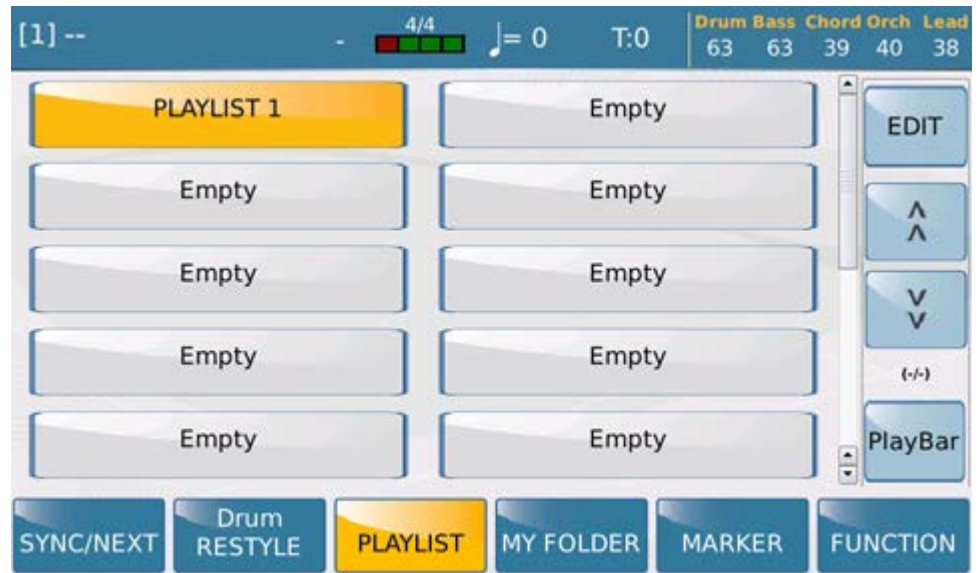 [1] -- - 4/4 ♩= 0 T:0
Drum Bass Chord Orch Lead
63 63 39 40 38
PLAYLIST 1 Empty
EDIT
Empty Empty
Empty Empty
Empty Empty
(-/-)
Empty Empty
PlayBar
SYNC/NEXT
Drum
RESTYLE
PLAYLIST
MY FOLDER
MARKER
FUNCTION